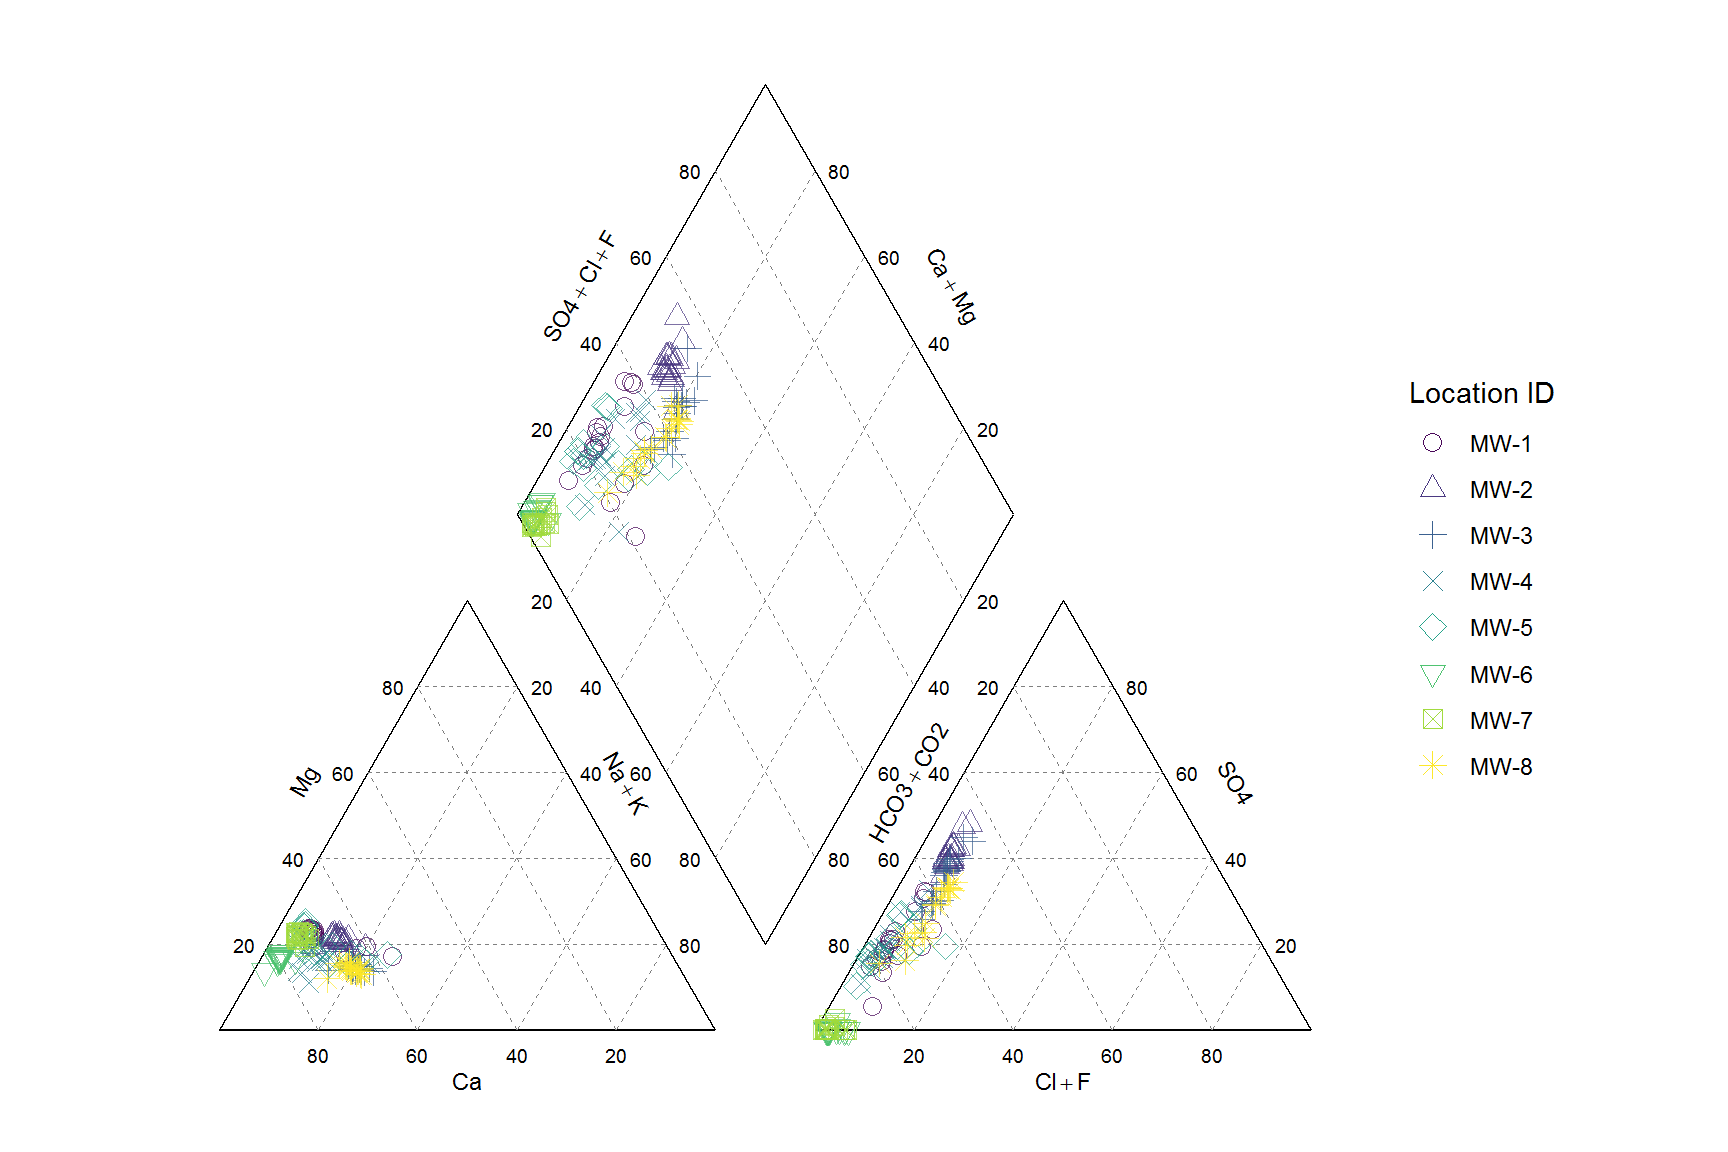 80 80
SO4+Cl+F 60 60 Ca+Mg
40 40
Location ID
20 20
MW-1
MW-2
MW-3
MW-4
20 20
MW-5
MW-6
80 20 40 40 20 80
MW-7
Mg 60 40 Na+K 60 HCO3+CO2 60 40 60 SO4
MW-8
40 60 80 80 60 40
20 80 80 20
80 60 40 20 20 40 60 80
Ca Cl+F